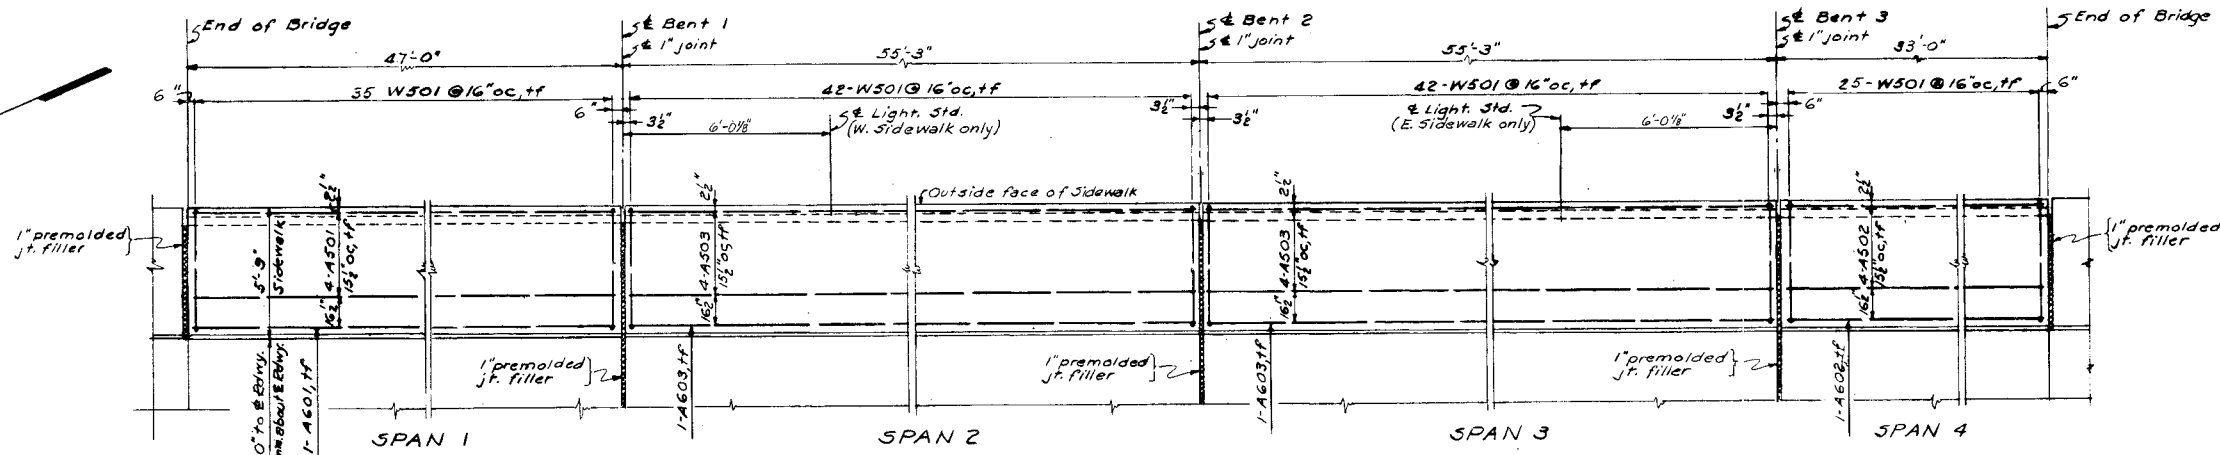 End of Bridge
℄ Bent 1
℄ 1" joint
℄ Bent 2
℄ 1" joint
℄ Bent 3
℄ 1" joint
End of Bridge
47'-0"
55'-3"
55'-3"
33'-0"
6"
35 W501 @ 16" oc, tf
6"
3½"
42-W501 @ 16" oc, tf
3½"
3½"
42-W501 @ 16" oc, tf
3½"
6"
25-W501 @ 16" oc, tf
6"
6'-0⅛"
℄ Light. Std.
(W. Sidewalk only)
℄ Light. Std.
(E. Sidewalk only)
6'-0⅛"
Outside face of Sidewalk
1" premolded
jt. filler
5'-9"
Sidewalk
2½"
4-A501
15½" oc, tf
16½"
2½"
4-A503
15½" oc, tf
16½"
2½"
4-A503
15½" oc, tf
16½"
2½"
4-A502
15½" oc, tf
16½"
1" premolded
jt. filler
0" to ℄ Rdwy.
m. about ℄ Rdwy.
1-A601, tf
1" premolded
jt. filler
1-A603, tf
1" premolded
jt. filler
1-A603, tf
1" premolded
jt. filler
1-A602, tf
SPAN 1
SPAN 2
SPAN 3
SPAN 4